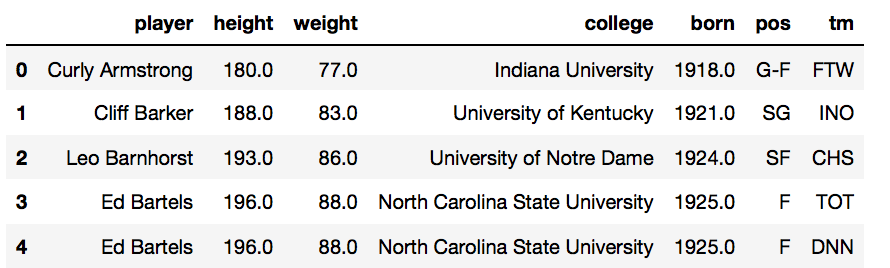 player height weight college born pos tm
0 Curly Armstrong 180.0 77.0 Indiana University 1918.0 G-F FTW
1 Cliff Barker 188.0 83.0 University of Kentucky 1921.0 SG INO
2 Leo Barnhorst 193.0 86.0 University of Notre Dame 1924.0 SF CHS
3 Ed Bartels 196.0 88.0 North Carolina State University 1925.0 F TOT
4 Ed Bartels 196.0 88.0 North Carolina State University 1925.0 F DNN